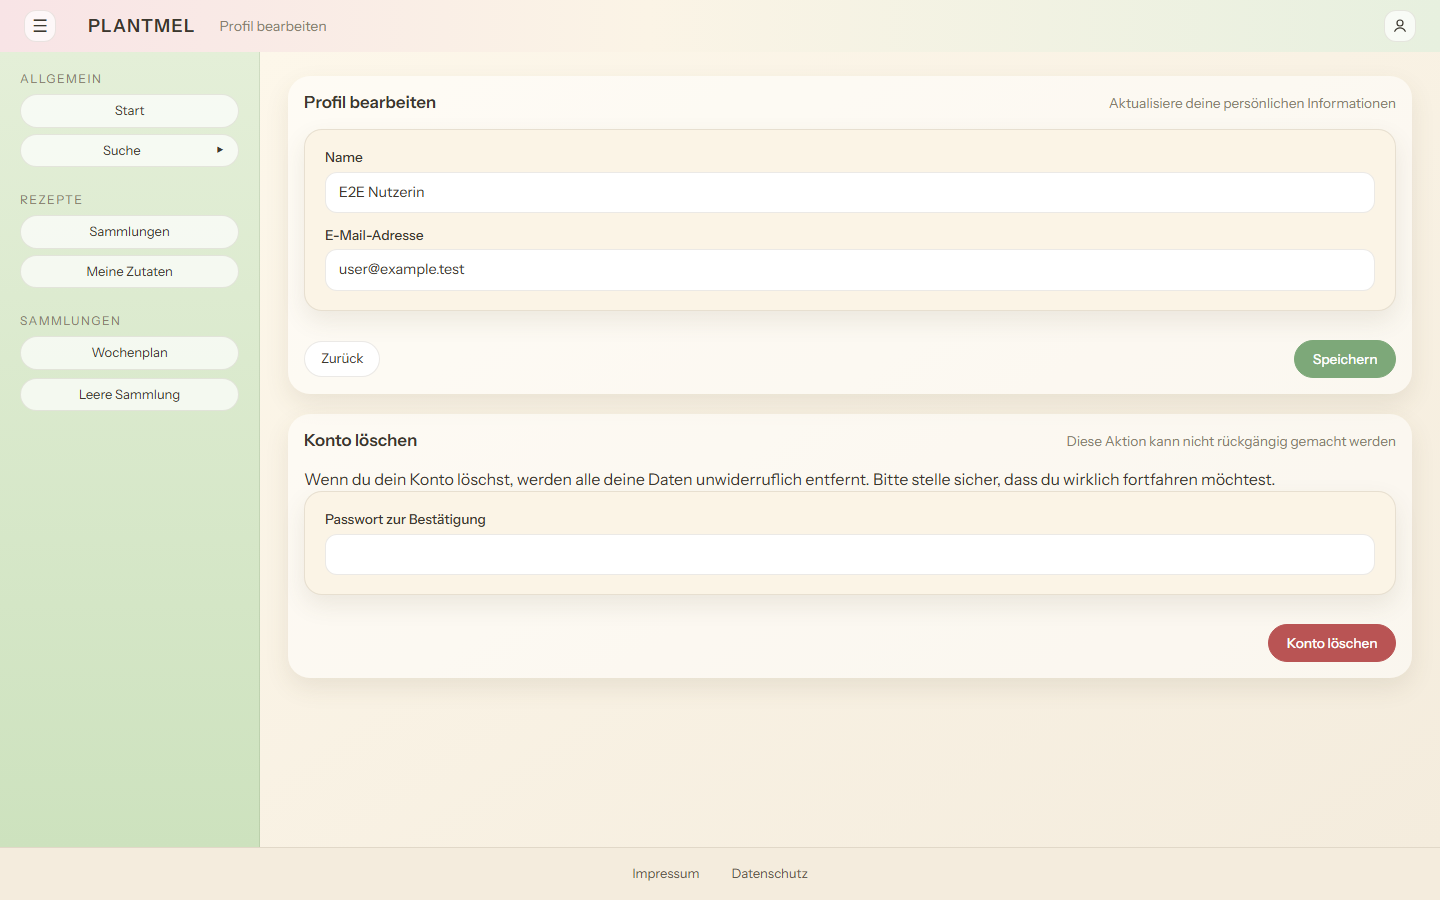 PLANTMEL
Profil bearbeiten
ALLGEMEIN
Start
Suche
REZEPTE
Sammlungen
Meine Zutaten
SAMMLUNGEN
Wochenplan
Leere Sammlung
Profil bearbeiten
Aktualisiere deine persönlichen Informationen
Name
E2E Nutzerin
E-Mail-Adresse
user@example.test
Zurück
Speichern
Konto löschen
Diese Aktion kann nicht rückgängig gemacht werden
Wenn du dein Konto löschst, werden alle deine Daten unwiderruflich entfernt. Bitte stelle sicher, dass du wirklich fortfahren möchtest.
Passwort zur Bestätigung
Konto löschen
Impressum
Datenschutz